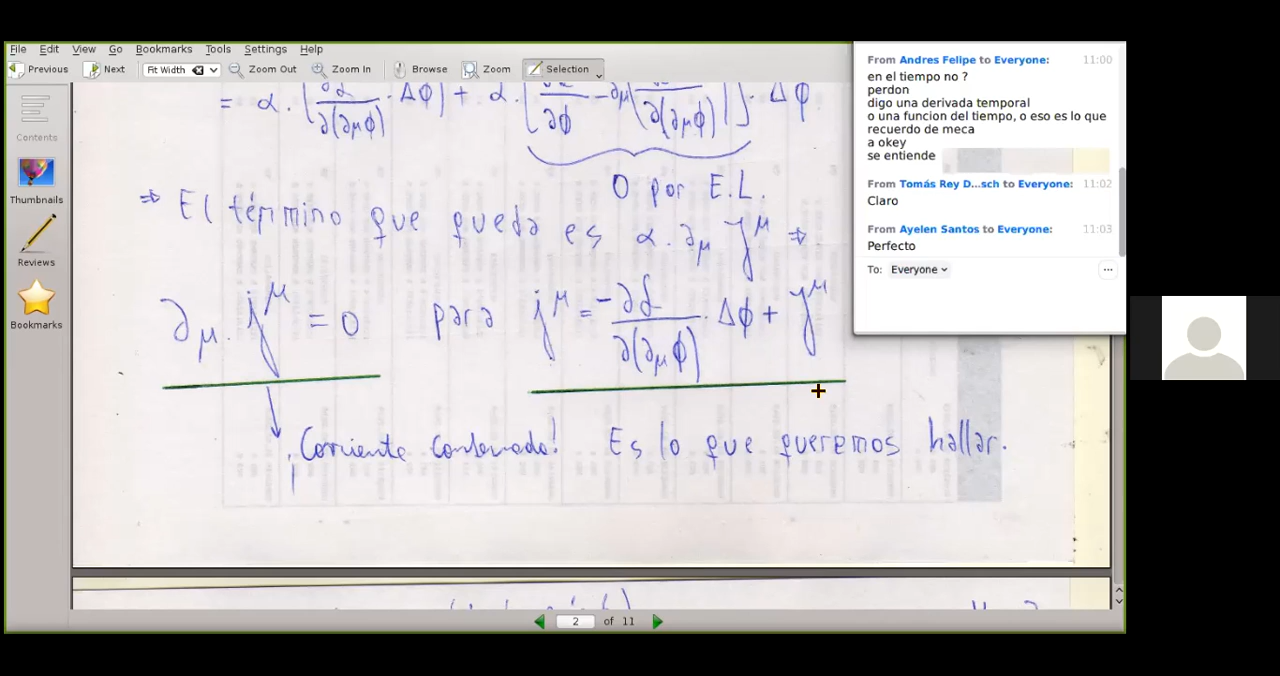 File Edit View Go Bookmarks Tools Settings Help
Previous Next Fit Width Zoom Out Zoom In Browse Zoom Selection
Contents
Thumbnails
Reviews
Bookmarks
= α. [ ∂(∂μϕ) · Δϕ ] + α. [ ∂ϕ - ∂μ( ∂(∂μϕ) ) ] · Δϕ
0 por E.L.
⇒ El término que queda es α. ∂μ J^μ ⇒
∂μ. j^μ = 0 para j^μ = -∂L / ∂(∂μϕ) · Δϕ + J^μ
¡Corriente conservada! Es lo que queremos hallar.
2 of 11
From Andres Felipe to Everyone: 11:00
en el tiempo no ?
perdon
digo una derivada temporal
o una funcion del tiempo, o eso es lo que
recuerdo de meca
a okey
se entiende
From Tomás Rey D...sch to Everyone: 11:02
Claro
From Ayelen Santos to Everyone: 11:03
Perfecto
To: Everyone